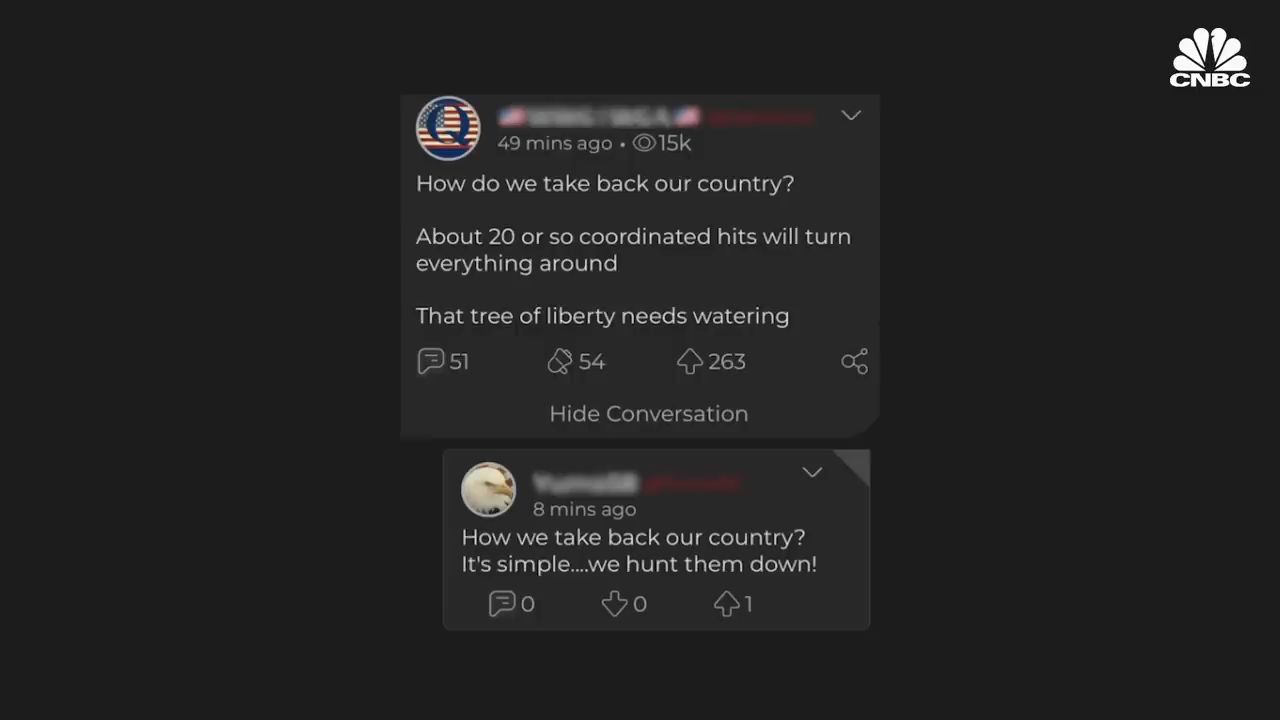 CNBC
Q
49 mins ago • 15k
How do we take back our country?
About 20 or so coordinated hits will turn
everything around
That tree of liberty needs watering
51 54 263
Hide Conversation
8 mins ago
How we take back our country?
It's simple....we hunt them down!
0 0 1